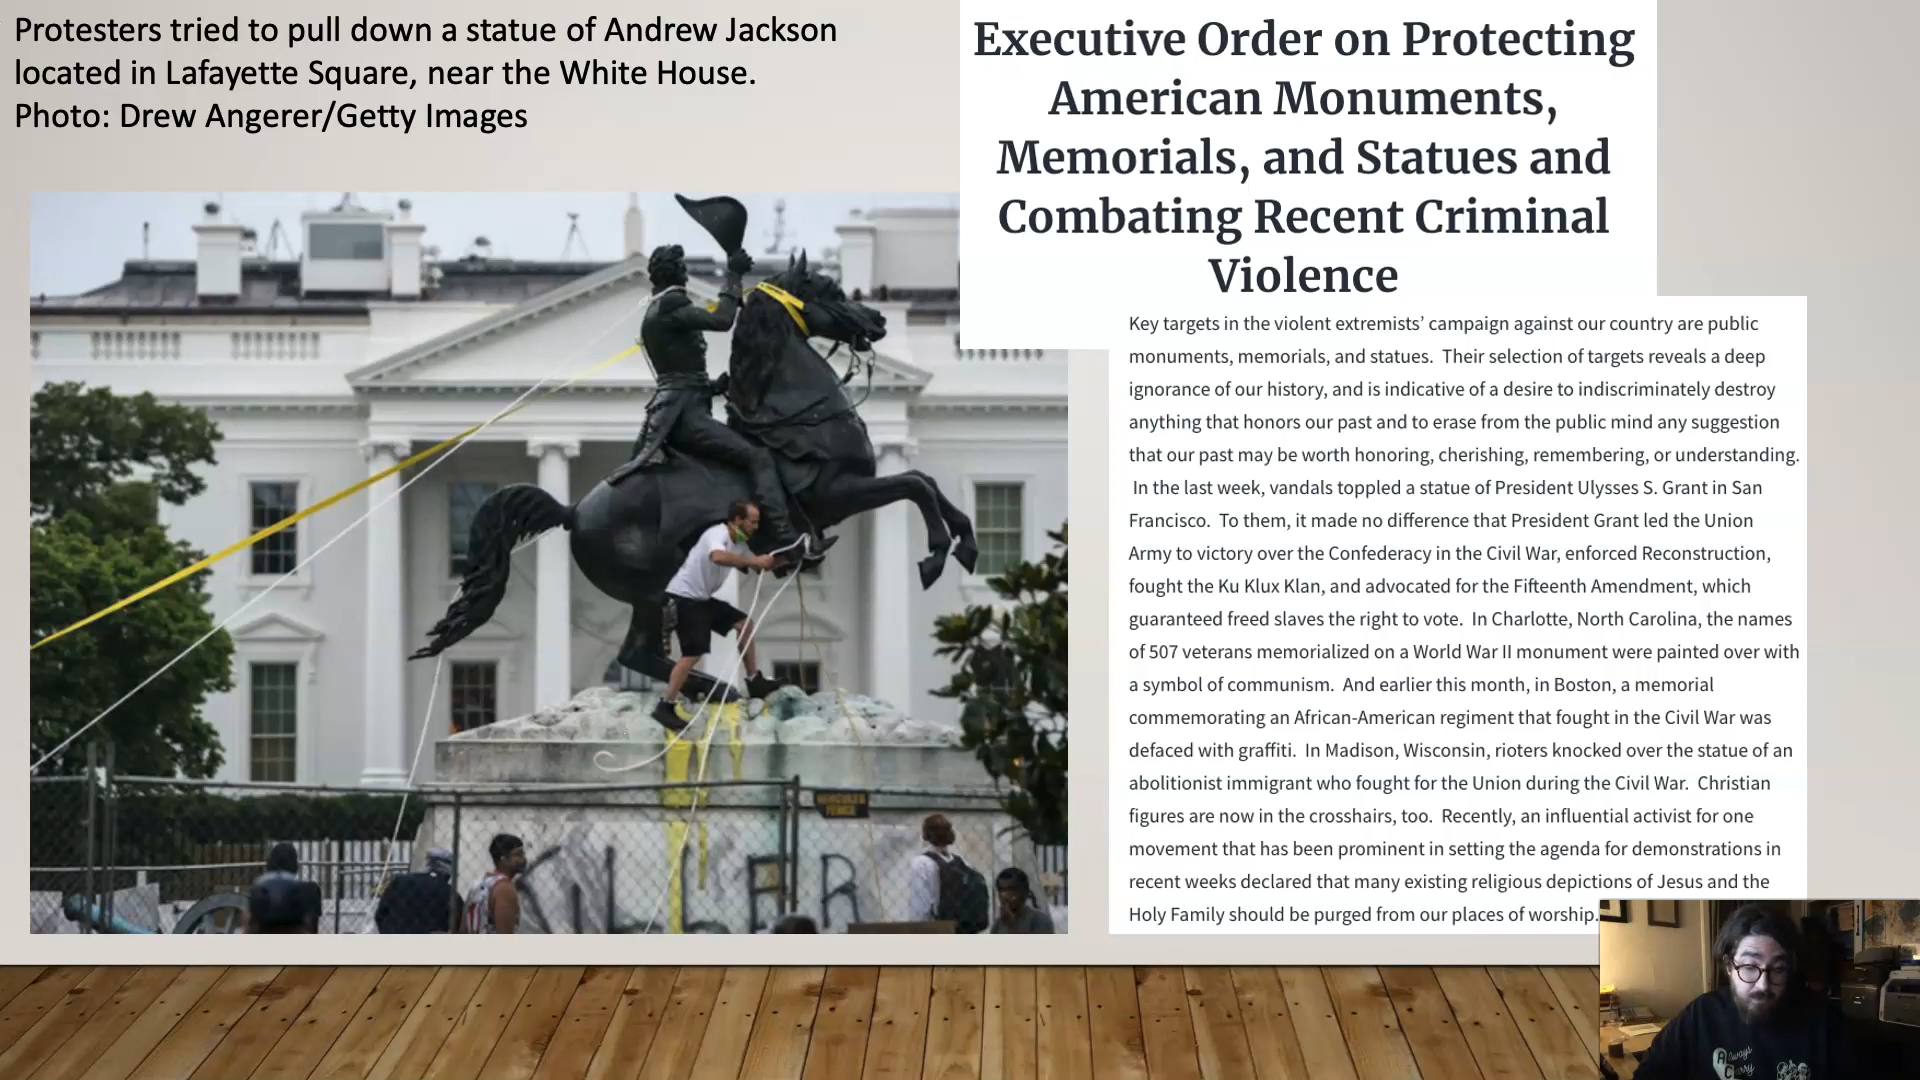 Protesters tried to pull down a statue of Andrew Jackson
located in Lafayette Square, near the White House.
Photo: Drew Angerer/Getty Images
Executive Order on Protecting
American Monuments,
Memorials, and Statues and
Combating Recent Criminal
Violence
Key targets in the violent extremists’ campaign against our country are public
monuments, memorials, and statues.  Their selection of targets reveals a deep
ignorance of our history, and is indicative of a desire to indiscriminately destroy
anything that honors our past and to erase from the public mind any suggestion
that our past may be worth honoring, cherishing, remembering, or understanding.
In the last week, vandals toppled a statue of President Ulysses S. Grant in San
Francisco.  To them, it made no difference that President Grant led the Union
Army to victory over the Confederacy in the Civil War, enforced Reconstruction,
fought the Ku Klux Klan, and advocated for the Fifteenth Amendment, which
guaranteed freed slaves the right to vote.  In Charlotte, North Carolina, the names
of 507 veterans memorialized on a World War II monument were painted over with
a symbol of communism.  And earlier this month, in Boston, a memorial
commemorating an African-American regiment that fought in the Civil War was
defaced with graffiti.  In Madison, Wisconsin, rioters knocked over the statue of an
abolitionist immigrant who fought for the Union during the Civil War.  Christian
figures are now in the crosshairs, too.  Recently, an influential activist for one
movement that has been prominent in setting the agenda for demonstrations in
recent weeks declared that many existing religious depictions of Jesus and the
Holy Family should be purged from our places of worship.
KILLER
Always
Carry